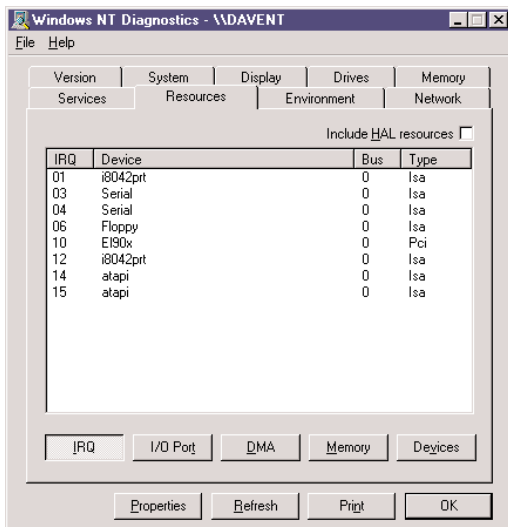 Windows NT Diagnostics - \\DAVENT
File Help
Version System Display Drives Memory
Services Resources Environment Network
Include HAL resources
IRQ Device Bus Type
01 i8042prt 0 Isa
03 Serial 0 Isa
04 Serial 0 Isa
06 Floppy 0 Isa
10 El90x 0 Pci
12 i8042prt 0 Isa
14 atapi 0 Isa
15 atapi 0 Isa
IRQ I/O Port DMA Memory Devices
Properties Refresh Print OK